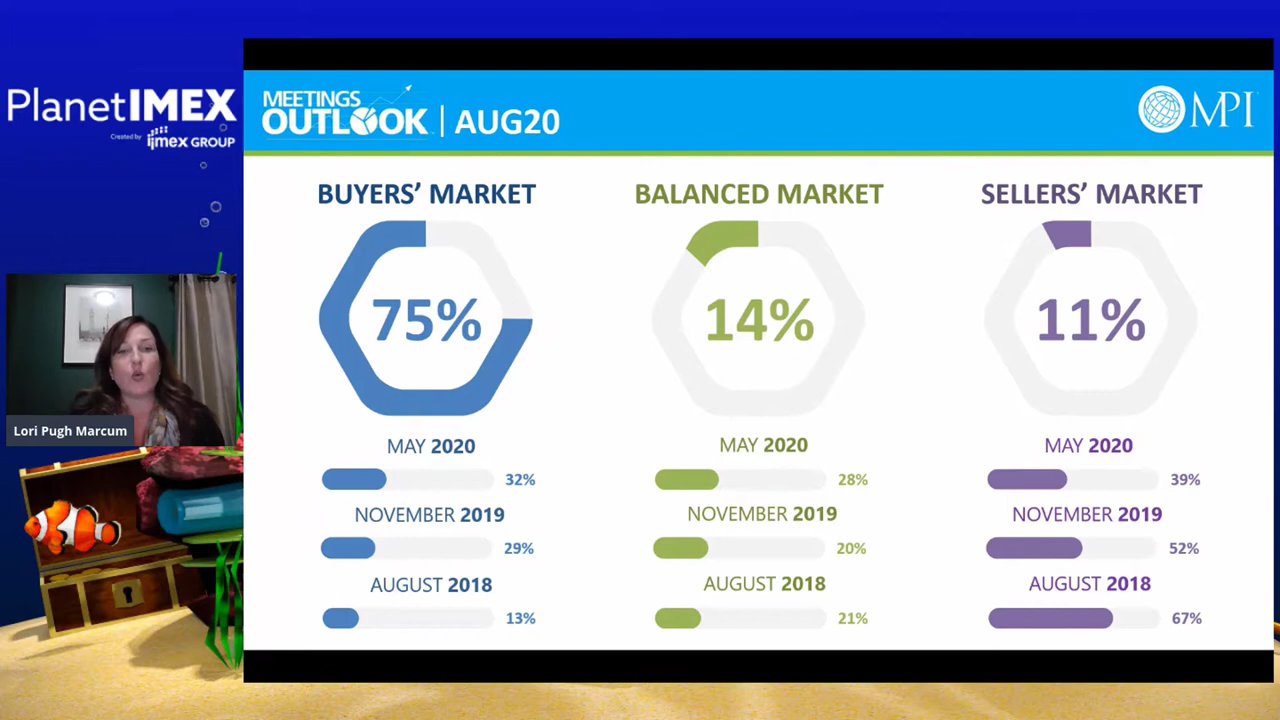 PlanetIMEX
Created by imex GROUP
Lori Pugh Marcum
MEETINGS
OUTLOOK | AUG20
MPI
BUYERS’ MARKET
75%
MAY 2020
32%
NOVEMBER 2019
29%
AUGUST 2018
13%
BALANCED MARKET
14%
MAY 2020
28%
NOVEMBER 2019
20%
AUGUST 2018
21%
SELLERS’ MARKET
11%
MAY 2020
39%
NOVEMBER 2019
52%
AUGUST 2018
67%